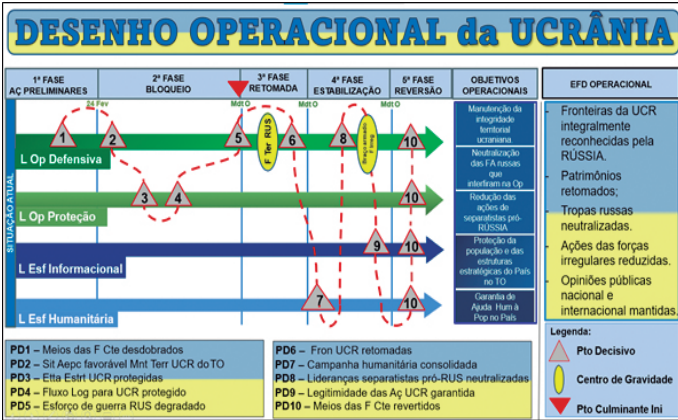 DESENHO OPERACIONAL da UCRÂNIA
1ª FASE
AÇ PRELIMINARES
2ª FASE
BLOQUEIO
3ª FASE
RETOMADA
4ª FASE
ESTABILIZAÇÃO
5ª FASE
REVERSÃO
OBJETIVOS
OPERACIONAIS
EFD OPERACIONAL
24 Fev
Mdt O
Mdt O
Mdt O
SITUAÇÃO ATUAL
1
2
5
F Ter RUS
6
8
Braço armado
F Irreg
10
L Op Defensiva
3
4
10
L Op Proteção
9
10
L Esf Informacional
7
10
L Esf Humanitária
Manutenção da
integridade
territorial
ucraniana
Neutralização
das FA russas
que
interfiram na Op
Redução das
ações de
separatistas pró-
RÚSSIA
Proteção da
população e das
estruturas
estratégicas do País
no TO
Garantia de
Ajuda Hum à
Pop no País
- Fronteiras da UCR
integralmente
reconhecidas pela
RÚSSIA.
- Patrimônios
retomados;
- Tropas russas
neutralizadas.
- Ações das forças
irregulares reduzidas.
- Opiniões públicas
nacional e
internacional mantidas.
Legenda:
Pto Decisivo
Centro de Gravidade
Pto Culminante Ini
PD1 – Meios das F Cte desdobrados
PD2 – Sit Aepc favorável Mnt Terr UCR do TO
PD3 – Etta Estrt UCR protegidas
PD4 – Fluxo Log para UCR protegido
PD5 – Esforço de guerra RUS degradado
PD6 – Fron UCR retomadas
PD7 – Campanha humanitária consolidada
PD8 – Lideranças separatistas pró-RUS neutralizadas
PD9 – Legitimidade das Aç UCR garantida
PD10 – Meios das F Cte revertidos